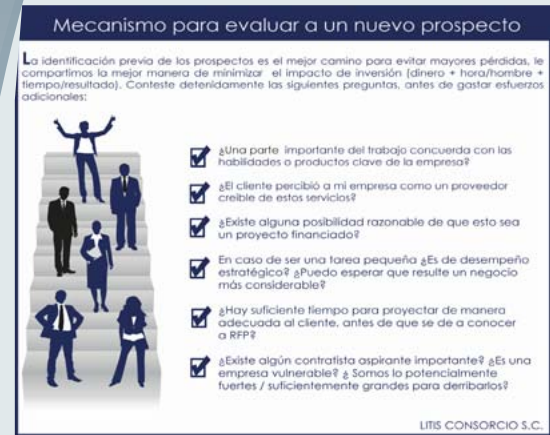 Mecanismo para evaluar a un nuevo prospecto
La identificación previa de los prospectos es el mejor camino para evitar mayores pérdidas, le
compartimos la mejor manera de minimizar el impacto de inversión (dinero + hora/hombre +
tiempo/resultado). Conteste detenidamente las siguientes preguntas, antes de gastar esfuerzos
adicionales:
¿Una parte importante del trabajo concuerda con las
habilidades o productos clave de la empresa?
¿El cliente percibió a mi empresa como un proveedor
creible de estos servicios?
¿Existe alguna posibilidad razonable de que esto sea
un proyecto financiado?
En caso de ser una tarea pequeña ¿Es de desempeño
estratégico? ¿Puedo esperar que resulte un negocio
más considerable?
¿Hay suficiente tiempo para proyectar de manera
adecuada al cliente, antes de que se de a conocer
a RFP?
¿Existe algún contratista aspirante importante? ¿Es una
empresa vulnerable? ¿ Somos lo potencialmente
fuertes / suficientemente grandes para derribarlos?
LITIS CONSORCIO S.C.